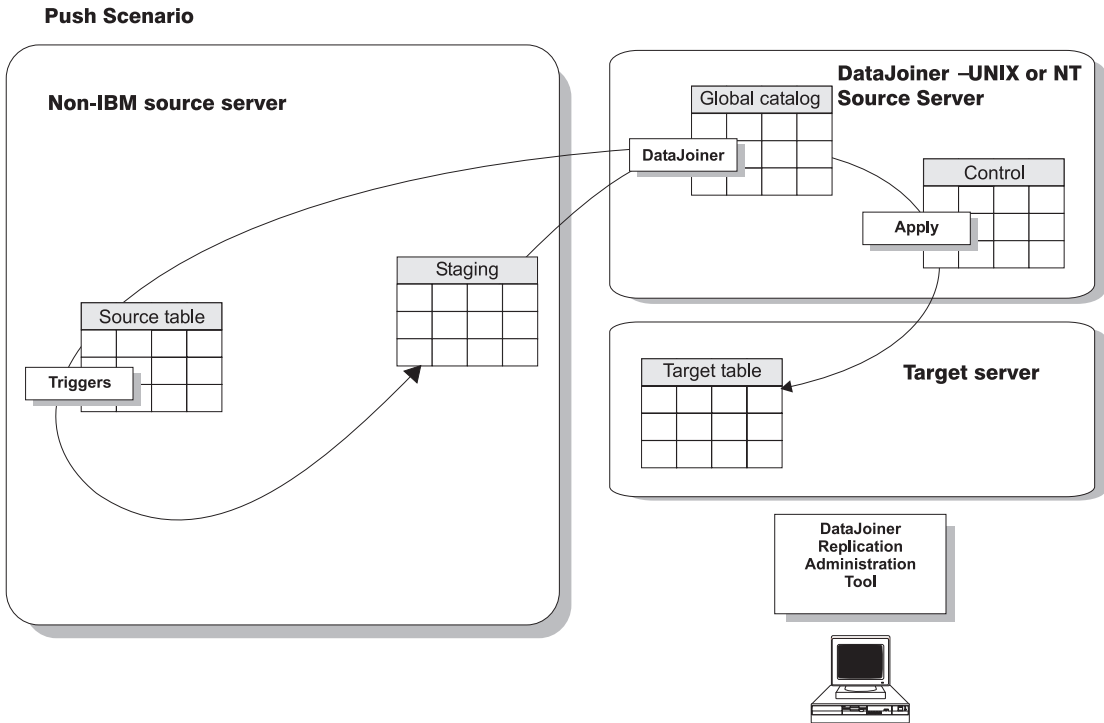 Push Scenario
Non-IBM source server
Source table
Triggers
Staging
DataJoiner –UNIX or NT
Source Server
Global catalog
DataJoiner
Control
Apply
Target server
Target table
DataJoiner
Replication
Administration
Tool